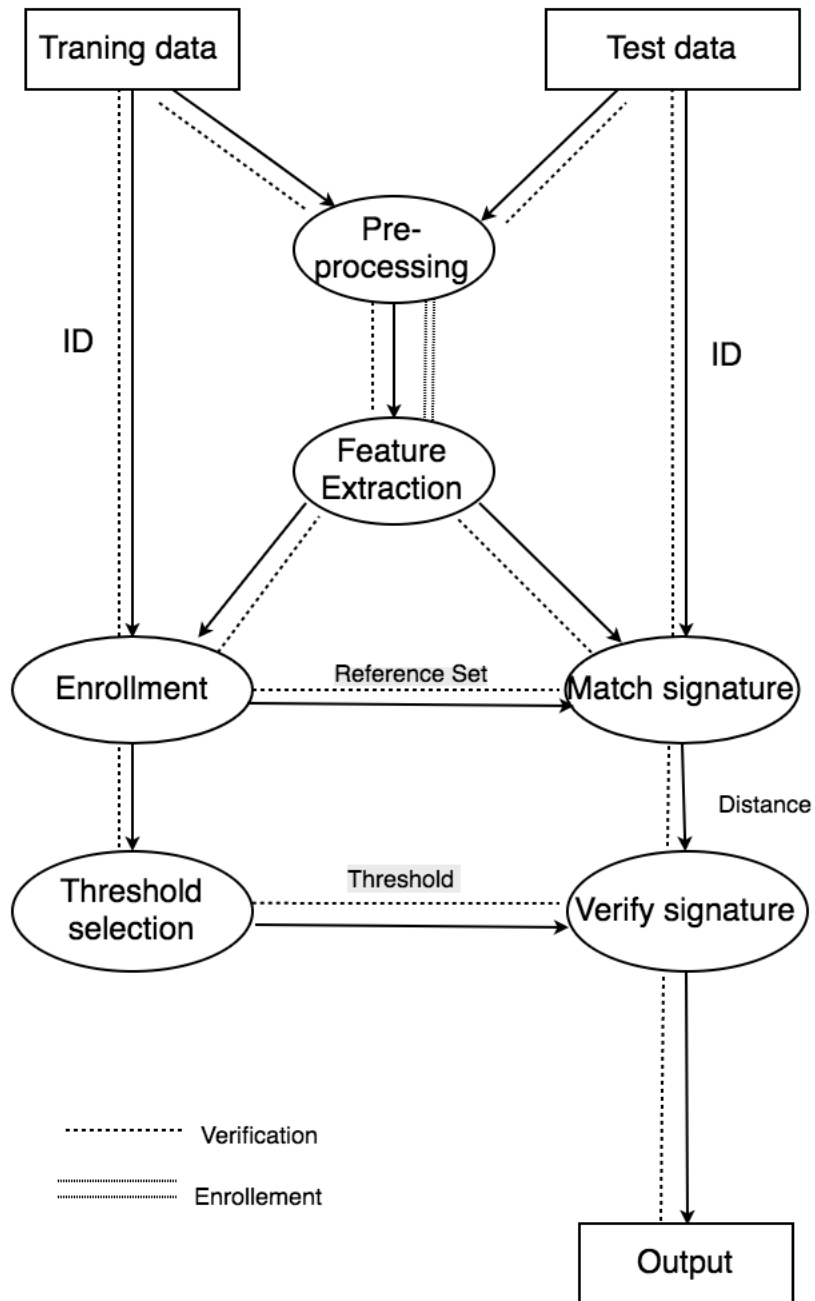 Traning data
Test data
Pre-
processing
ID
ID
Feature
Extraction
Enrollment
Reference Set
Match signature
Distance
Threshold
selection
Threshold
Verify signature
Verification
Enrollement
Output